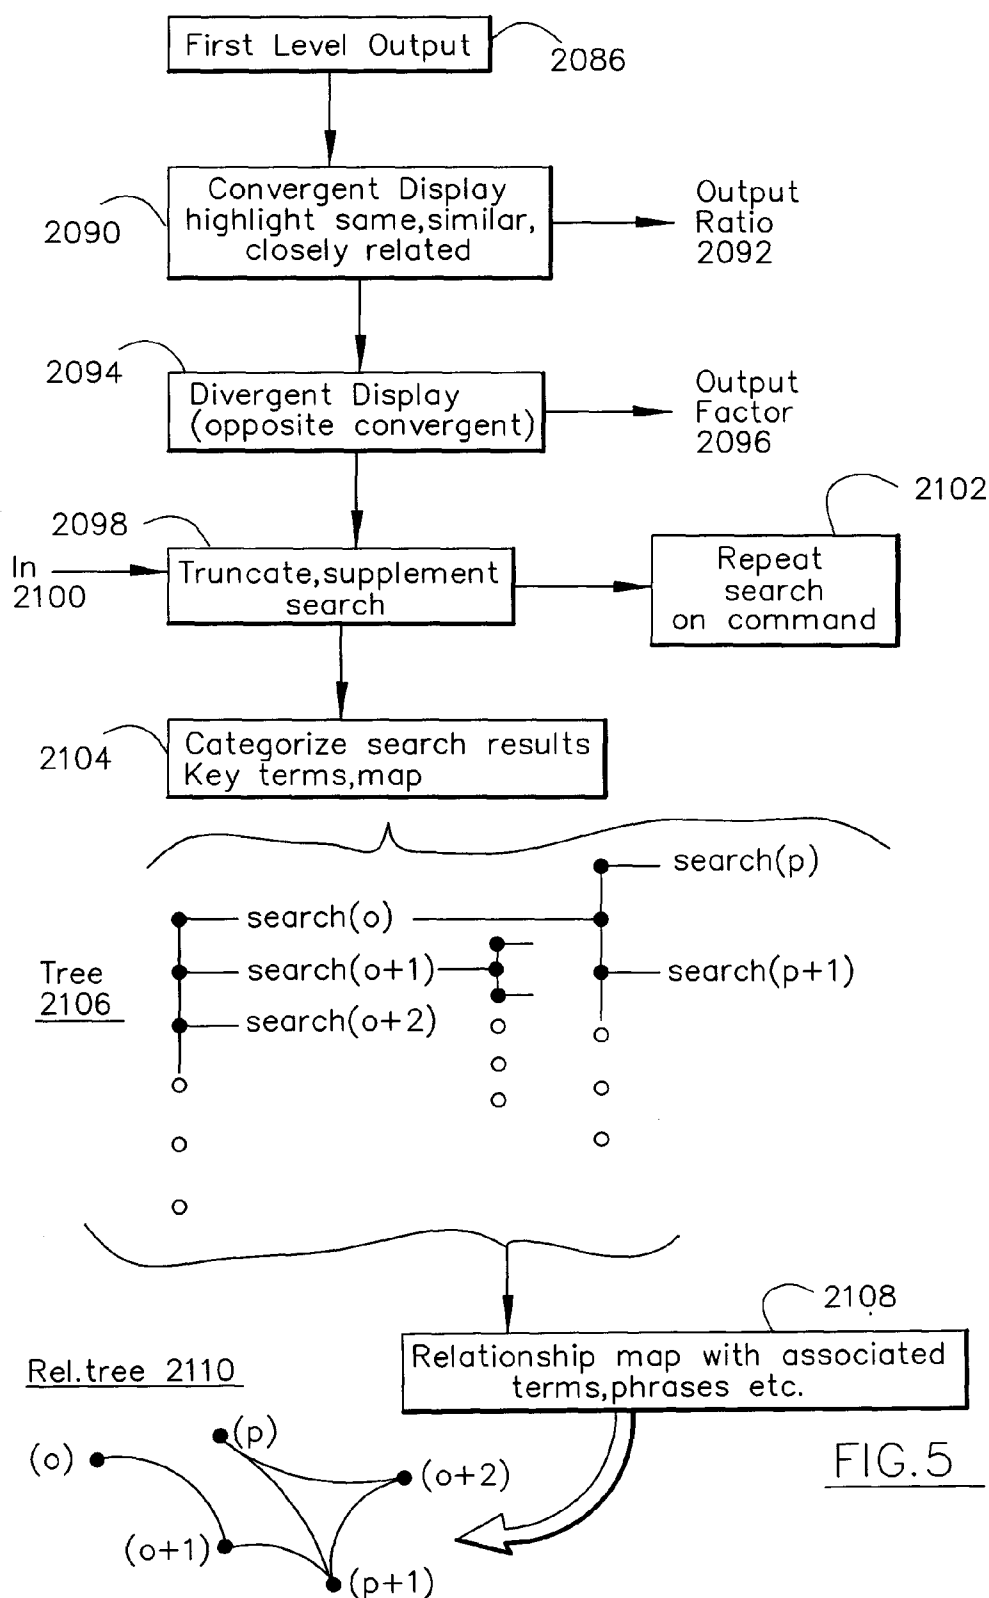 First Level Output
2086
Convergent Display
highlight same,similar,
closely related
2090
Output
Ratio
2092
2094
Divergent Display
(opposite convergent)
Output
Factor
2096
2102
2098
In
2100
Truncate,supplement
search
Repeat
search
on command
2104
Categorize search results
Key terms,map
search(p)
search(o)
search(o+1)
search(p+1)
Tree
2106
search(o+2)
2108
Relationship map with associated
terms,phrases etc.
Rel.tree 2110
(p)
(o)
(o+2)
FIG.5
(o+1)
(p+1)